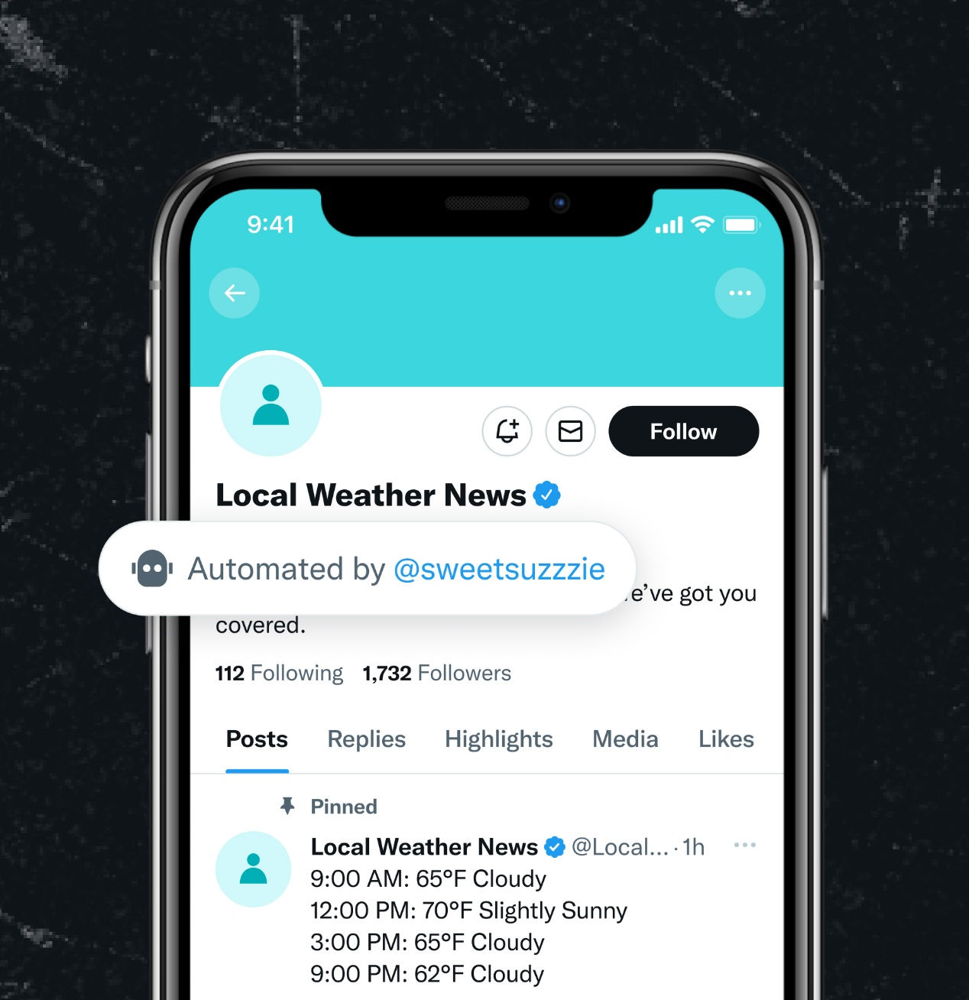 9:41
Follow
Local Weather News
Automated by @sweetsuzzzie
've got you
covered.
112 Following 1,732 Followers
Posts Replies Highlights Media Likes
Pinned
Local Weather News @Local... · 1h
9:00 AM: 65°F Cloudy
12:00 PM: 70°F Slightly Sunny
3:00 PM: 65°F Cloudy
9:00 PM: 62°F Cloudy